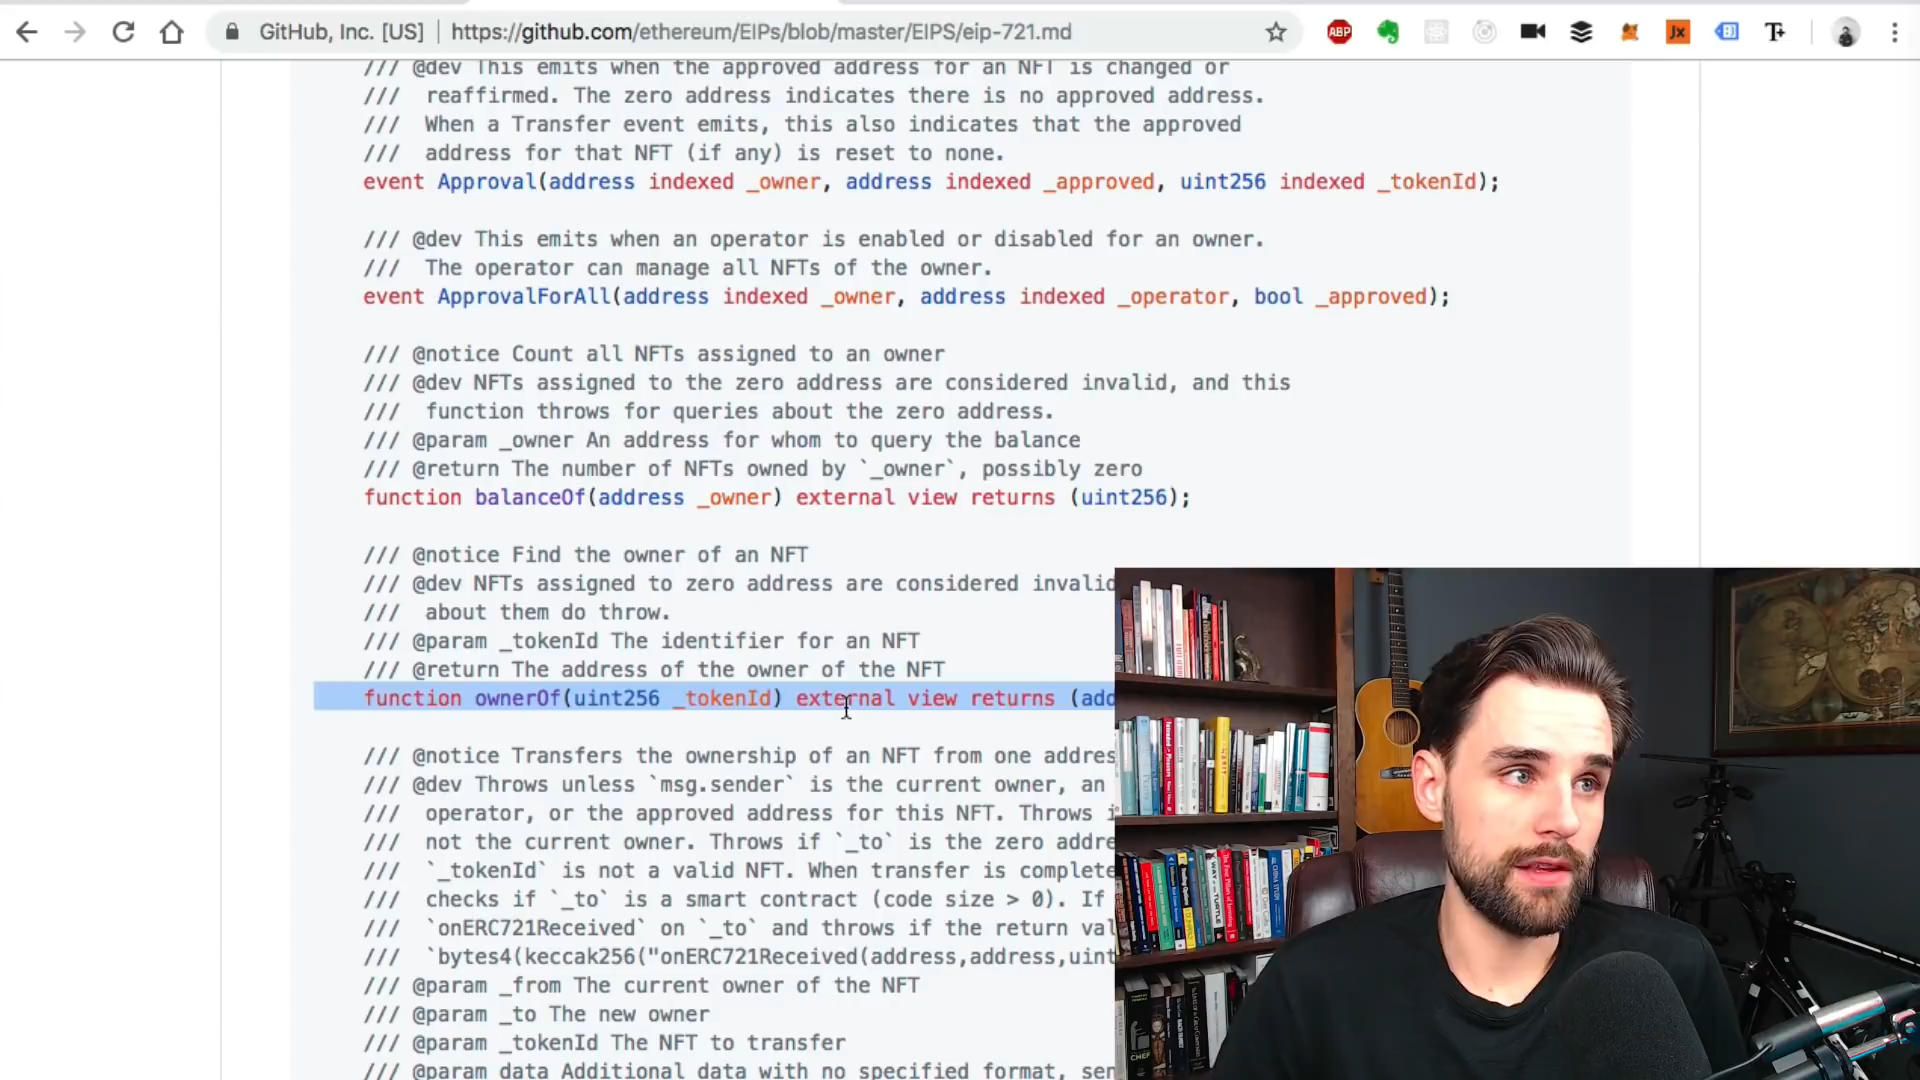 GitHub, Inc. [US]
https://github.com/ethereum/EIPs/blob/master/EIPS/eip-721.md
ABP
Jx
/// @dev This emits when the approved address for an NFT is changed or
/// reaffirmed. The zero address indicates there is no approved address.
/// When a Transfer event emits, this also indicates that the approved
/// address for that NFT (if any) is reset to none.
event Approval(address indexed _owner, address indexed _approved, uint256 indexed _tokenId);
/// @dev This emits when an operator is enabled or disabled for an owner.
/// The operator can manage all NFTs of the owner.
event ApprovalForAll(address indexed _owner, address indexed _operator, bool _approved);
/// @notice Count all NFTs assigned to an owner
/// @dev NFTs assigned to the zero address are considered invalid, and this
/// function throws for queries about the zero address.
/// @param _owner An address for whom to query the balance
/// @return The number of NFTs owned by `_owner`, possibly zero
function balanceOf(address _owner) external view returns (uint256);
/// @notice Find the owner of an NFT
/// @dev NFTs assigned to zero address are considered invalid
/// about them do throw.
/// @param _tokenId The identifier for an NFT
/// @return The address of the owner of the NFT
function ownerOf(uint256 _tokenId) external view returns (add
/// @notice Transfers the ownership of an NFT from one addres
/// @dev Throws unless `msg.sender` is the current owner, an
/// operator, or the approved address for this NFT. Throws i
/// not the current owner. Throws if `_to` is the zero addre
/// `_tokenId` is not a valid NFT. When transfer is complete
/// checks if `_to` is a smart contract (code size > 0). If
/// `onERC721Received` on `_to` and throws if the return val
/// `bytes4(keccak256("onERC721Received(address,address,uint
/// @param _from The current owner of the NFT
/// @param _to The new owner
/// @param _tokenId The NFT to transfer
/// @param data Additional data with no specified format, sen